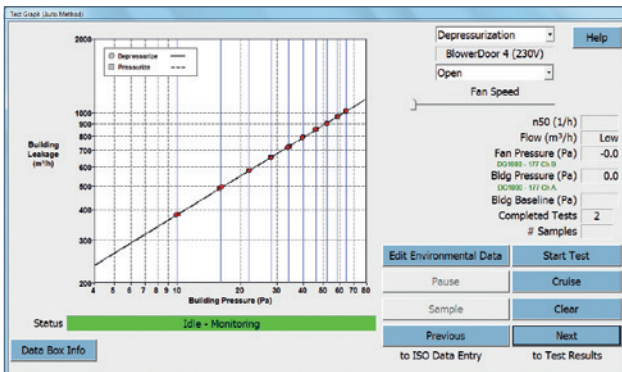 Test Graph (Auto Method)
Depressurization
Help
BlowerDoor 4 (230V)
Open
Fan Speed
2000
1000
900
800
700
600
500
400
300
200
Depressurize
Pressurize
Building
Leakage
(m³/h)
4 5 6 7 8 9 10 20 30 40 50 60 70 80
Building Pressure (Pa)
n50 (1/h)
Flow (m³/h) Low
Fan Pressure (Pa) -0.0
DG1000 - 177 Ch B
Bldg Pressure (Pa) 0.0
DG1000 - 177 Ch A
Bldg Baseline (Pa)
Completed Tests 2
# Samples
Edit Environmental Data Start Test
Pause Cruise
Sample Clear
Previous Next
to ISO Data Entry to Test Results
Status Idle - Monitoring
Data Box Info